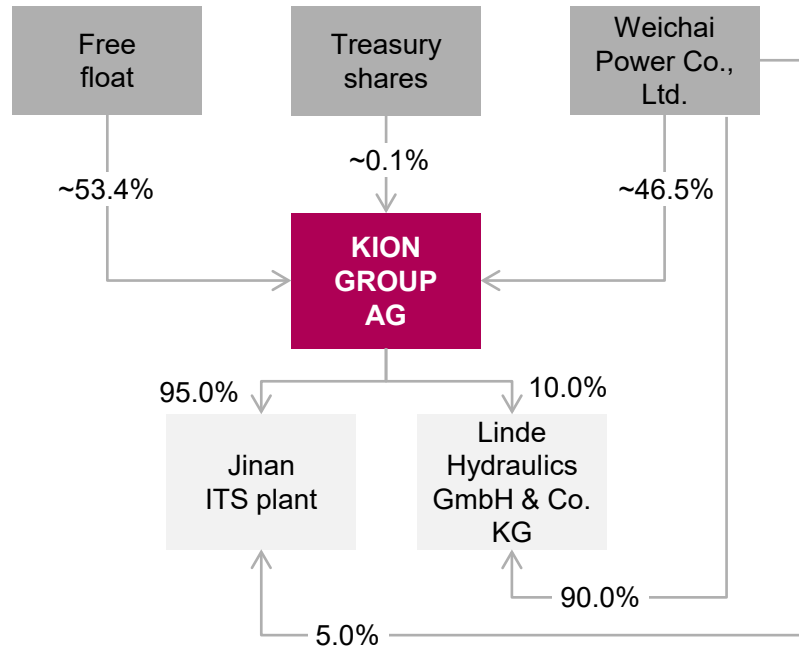 Free
float
Treasury
shares
Weichai
Power Co.,
Ltd.
~53.4%
~0.1%
~46.5%
KION
GROUP
AG
95.0%
10.0%
Jinan
ITS plant
Linde
Hydraulics
GmbH & Co.
KG
90.0%
5.0%